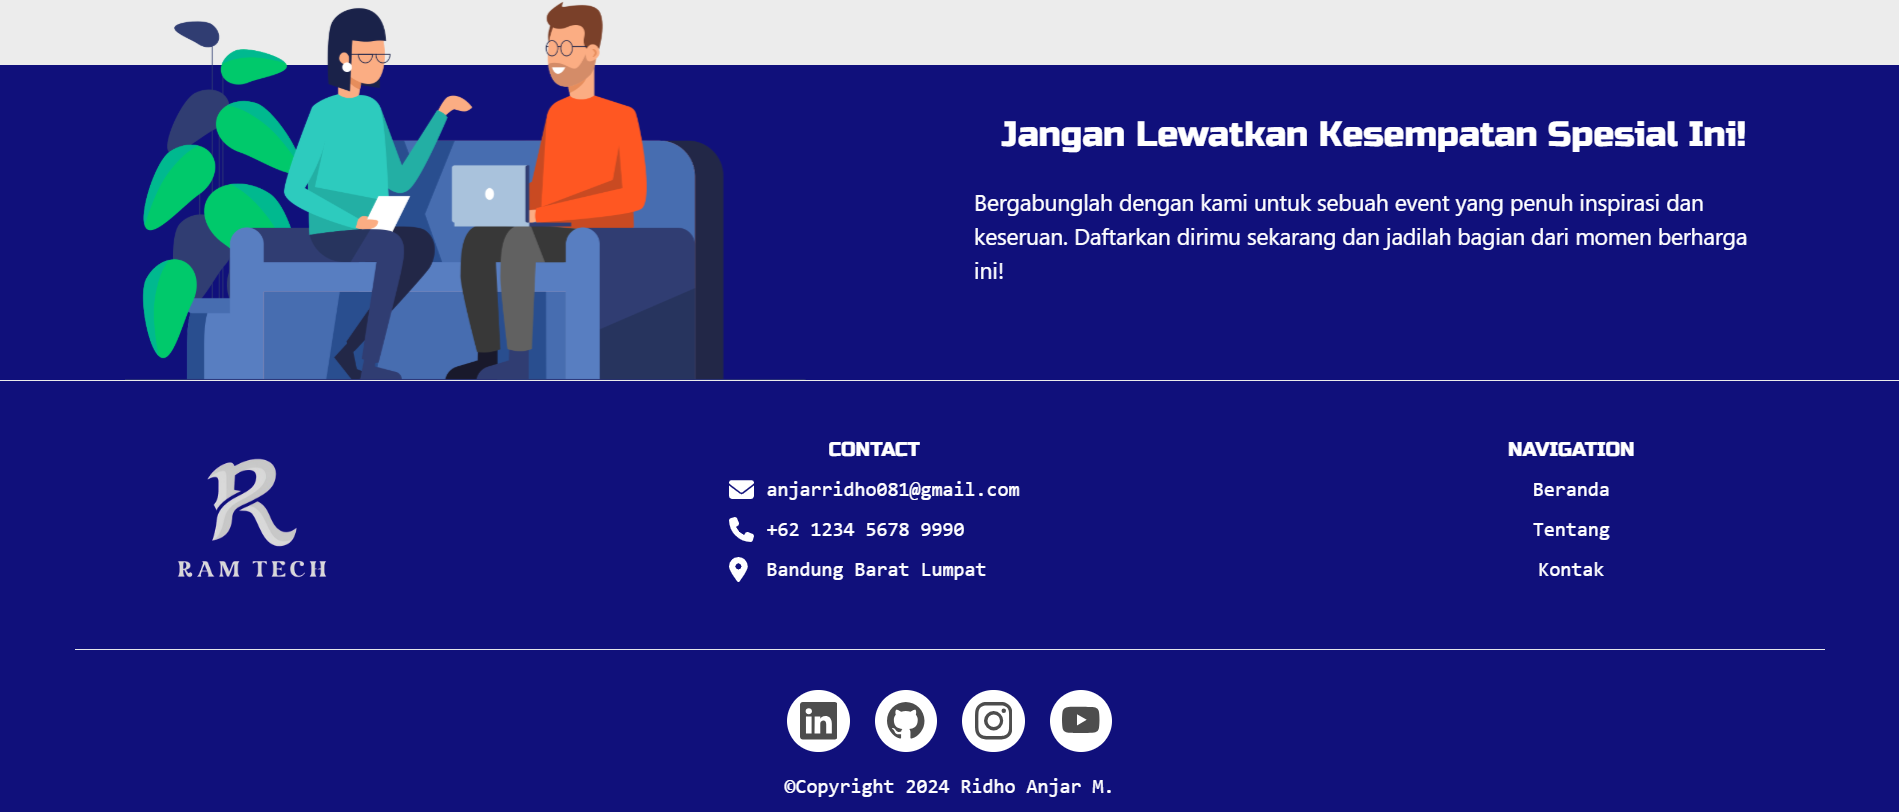 Jangan Lewatkan Kesempatan Spesial Ini!
Bergabunglah dengan kami untuk sebuah event yang penuh inspirasi dan
keseruan. Daftarkan dirimu sekarang dan jadilah bagian dari momen berharga
ini!
RAM TECH
CONTACT
anjarridho081@gmail.com
+62 1234 5678 9990
Bandung Barat Lumpat
NAVIGATION
Beranda
Tentang
Kontak
©Copyright 2024 Ridho Anjar M.